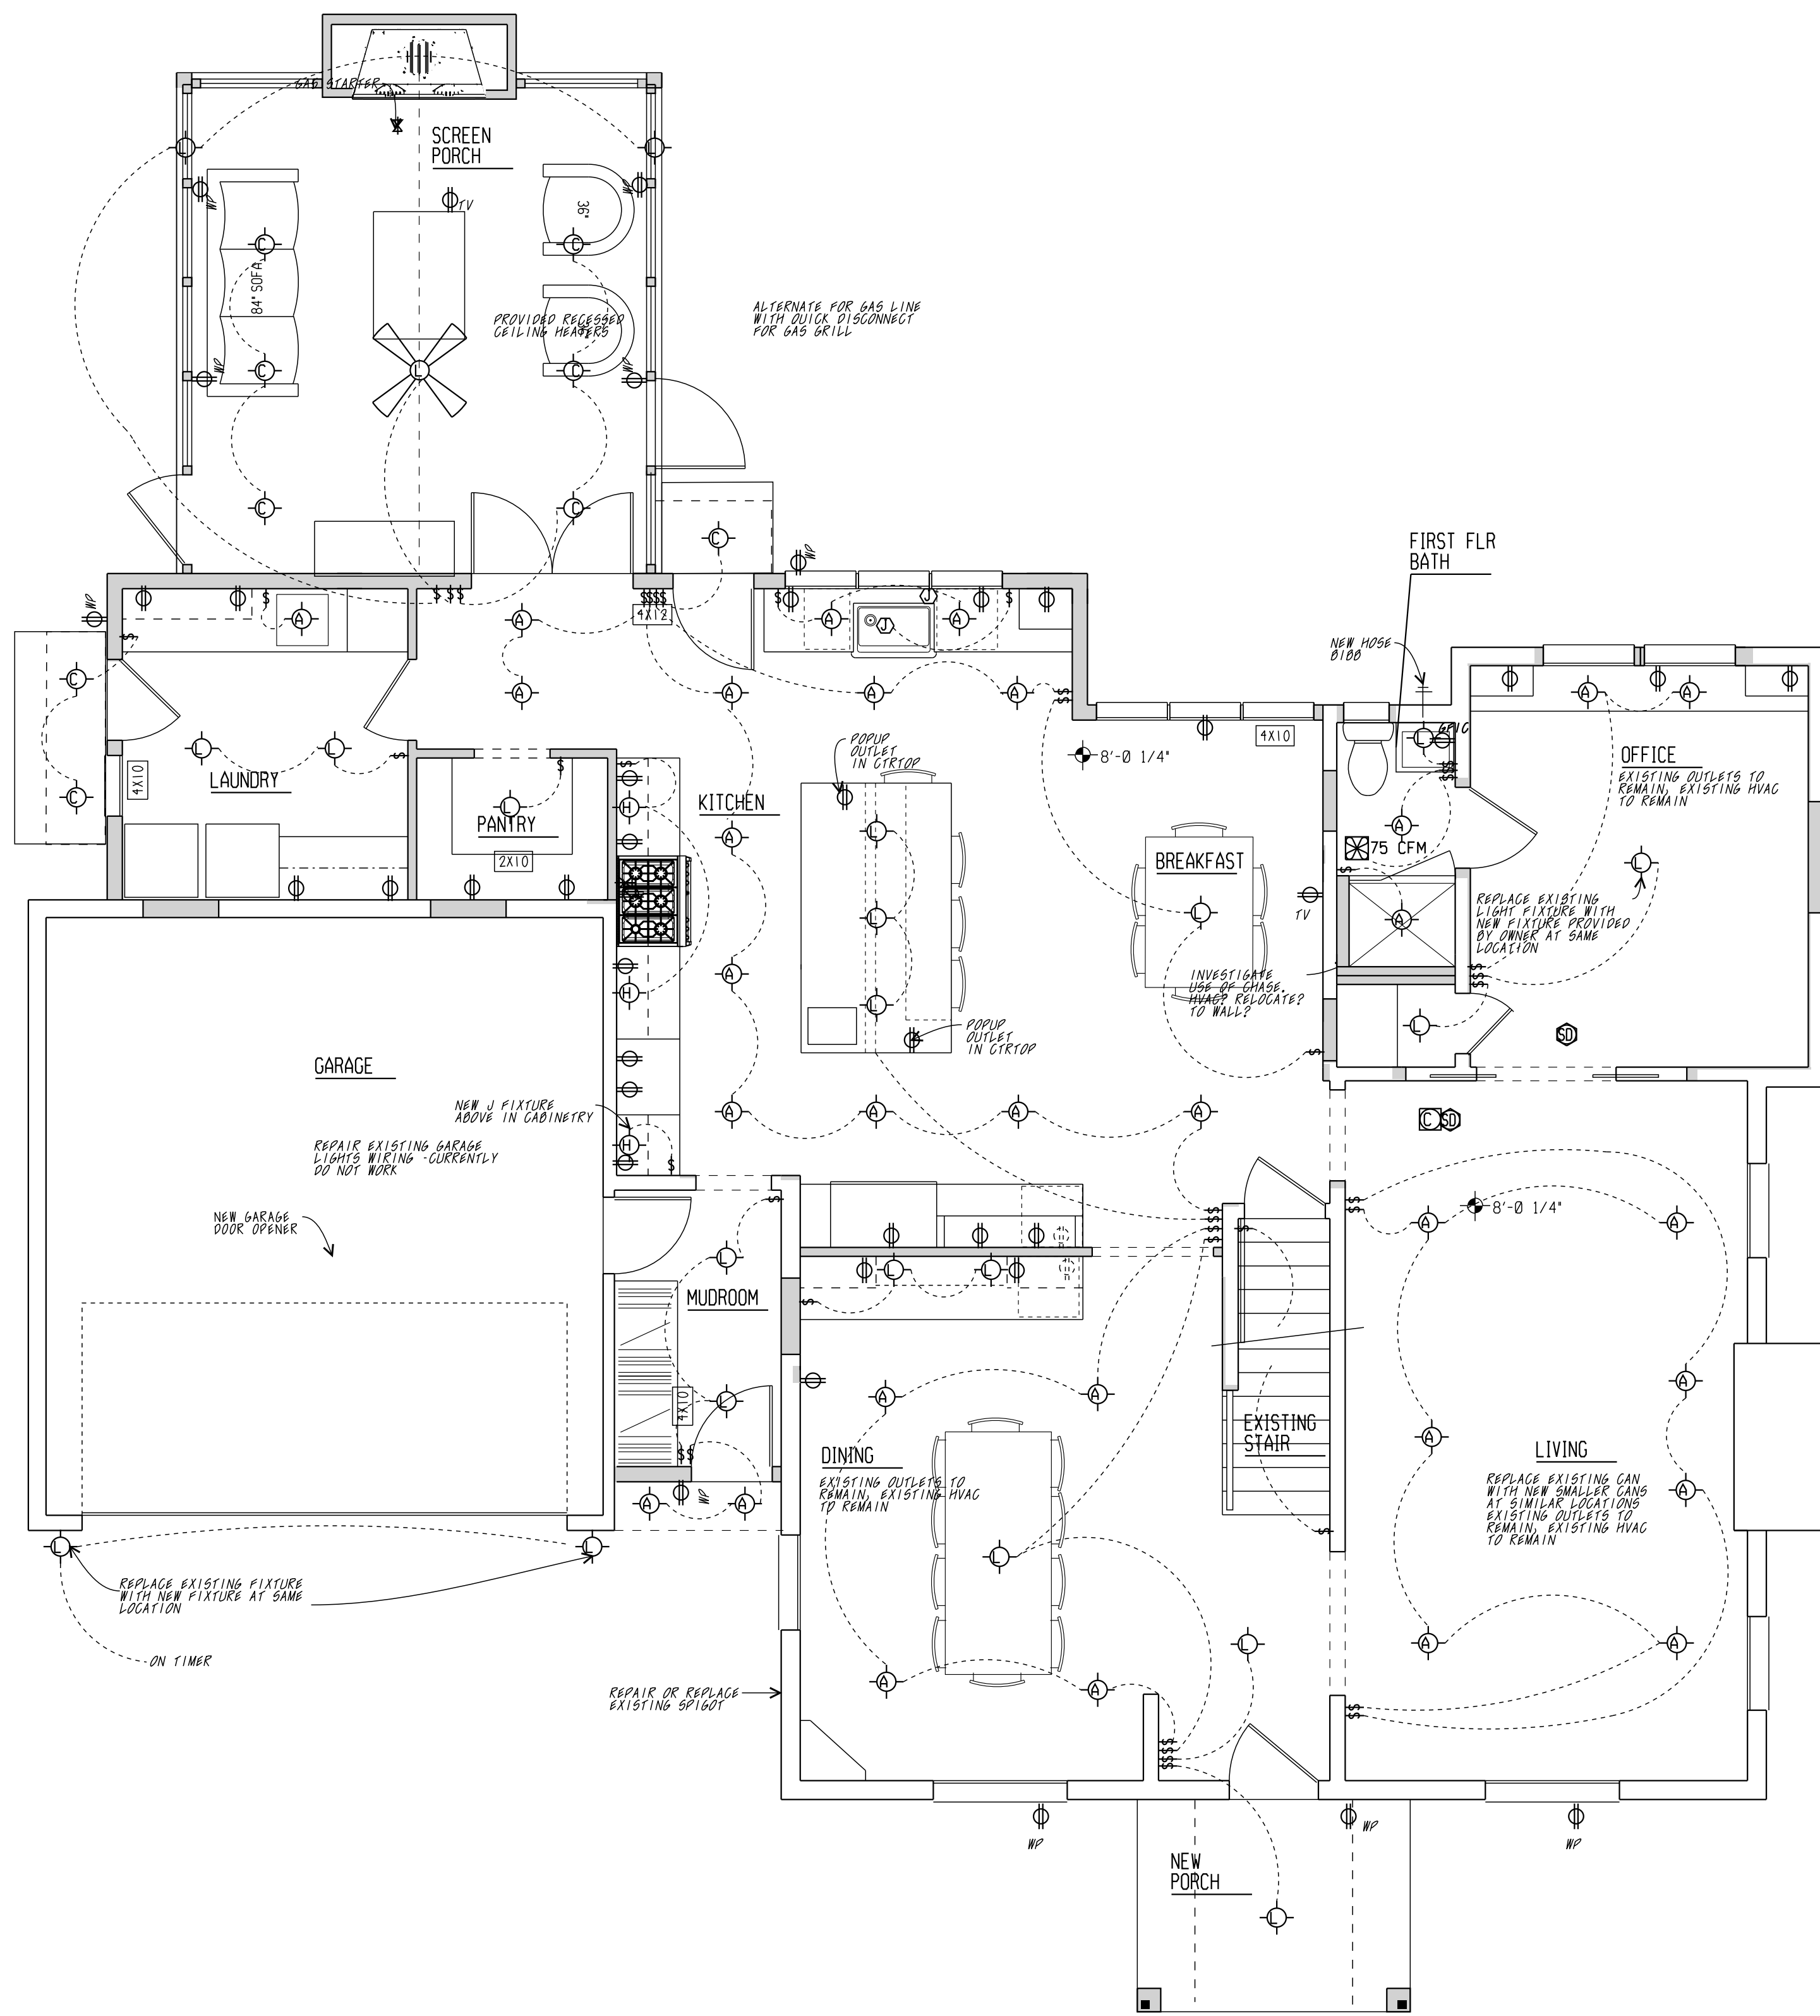 GAS STARTER
SCREEN
PORCH
WP
WP
TV
36"
C
C
84" SOFA
PROVIDED RECESSED
CEILING HEATERS
ALTERNATE FOR GAS LINE
WITH QUICK DISCONNECT
FOR GAS GRILL
WP
WP
L
C
C
C
C
C
FIRST FLR
BATH
WP
WP
4X12
NEW HOSE
BIBB
GFIC
4X10
8'-0 1/4"
OFFICE
EXISTING OUTLETS TO
REMAIN, EXISTING HVAC
TO REMAIN
POPUP
OUTLET
IN CTRTOP
LAUNDRY
4X10
KITCHEN
PANTRY
2X10
BREAKFAST
75 CFM
TV
REPLACE EXISTING
LIGHT FIXTURE WITH
NEW FIXTURE PROVIDED
BY OWNER AT SAME
LOCATION
INVESTIGATE
USE OF CHASE.
HVAC? RELOCATE?
TO WALL?
POPUP
OUTLET
IN CTRTOP
SD
GARAGE
NEW J FIXTURE
ABOVE IN CABINETRY
REPAIR EXISTING GARAGE
LIGHTS WIRING -CURRENTLY
DO NOT WORK
C SD
NEW GARAGE
DOOR OPENER
8'-0 1/4"
MUDROOM
4X10
DINING
EXISTING OUTLETS TO
REMAIN, EXISTING HVAC
TO REMAIN
EXISTING
STAIR
LIVING
REPLACE EXISTING CAN
WITH NEW SMALLER CANS
AT SIMILAR LOCATIONS
EXISTING OUTLETS TO
REMAIN, EXISTING HVAC
TO REMAIN
WP
REPLACE EXISTING FIXTURE
WITH NEW FIXTURE AT SAME
LOCATION
ON TIMER
REPAIR OR REPLACE
EXISTING SPIGOT
WP
WP
WP
NEW
PORCH
L